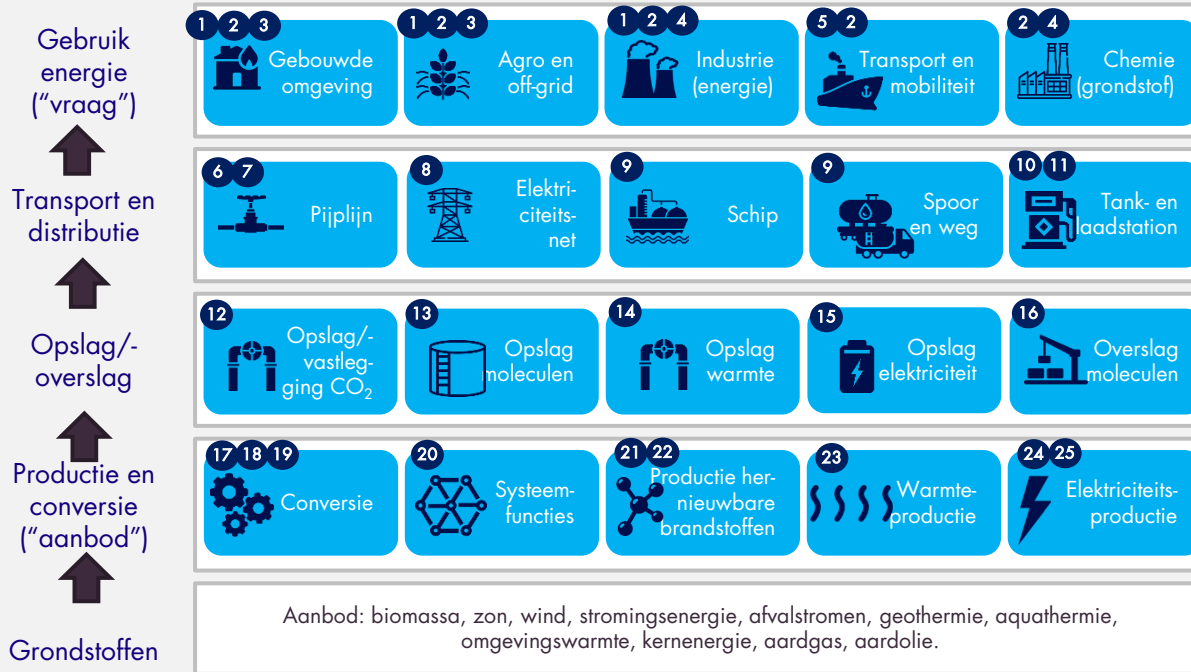 Gebruik
energie
(“vraag”)
1 2 3
Gebouwde
omgeving
1 2 3
Agro en
off-grid
1 2 4
Industrie
(energie)
5 2
Transport en
mobiliteit
2 4
Chemie
(grondstof)
Transport en
distributie
6 7
Pijplijn
8
Elektri-
citeits-
net
9
Schip
9
Spoor
en weg
10 11
Tank- en
laadstation
Opslag/-
overslag
12
Opslag/-
vastleg-
ging CO₂
13
Opslag
moleculen
14
Opslag
warmte
15
Opslag
elektriciteit
16
Overslag
moleculen
Productie en
conversie
(“aanbod”)
17 18 19
Conversie
20
Systeem-
functies
21 22
Productie her-
nieuwbare
brandstoffen
23
Warmte-
productie
24 25
Elektriciteits-
productie
Grondstoffen
Aanbod: biomassa, zon, wind, stromingsenergie, afvalstromen, geothermie, aquathermie,
omgevingswarmte, kernenergie, aardgas, aardolie.